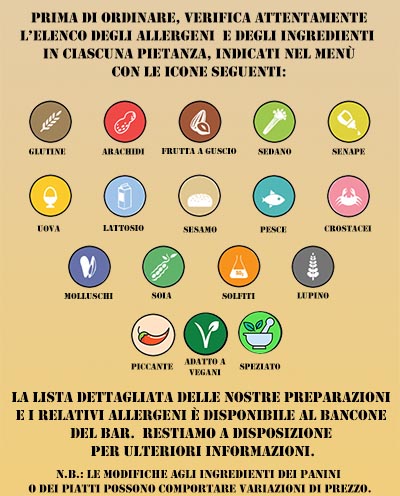 PRIMA DI ORDINARE, VERIFICA ATTENTAMENTE
L'ELENCO DEGLI ALLERGENI E DEGLI INGREDIENTI
IN CIASCUNA PIETANZA, INDICATI NEL MENÙ
CON LE ICONE SEGUENTI:
GLUTINE ARACHIDI FRUTTA A GUSCIO SEDANO SENAPE
UOVA LATTOSIO SESAMO PESCE CROSTACEI
MOLLUSCHI SOIA SOLFITI LUPINO
PICCANTE ADATTO A VEGANI SPEZIATO
LA LISTA DETTAGLIATA DELLE NOSTRE PREPARAZIONI
E I RELATIVI ALLERGENI È DISPONIBILE AL BANCONE
DEL BAR. RESTIAMO A DISPOSIZIONE
PER ULTERIORI INFORMAZIONI.
N.B.: LE MODIFICHE AGLI INGREDIENTI DEI PANINI
O DEI PIATTI POSSONO COMPORTARE VARIAZIONI DI PREZZO.